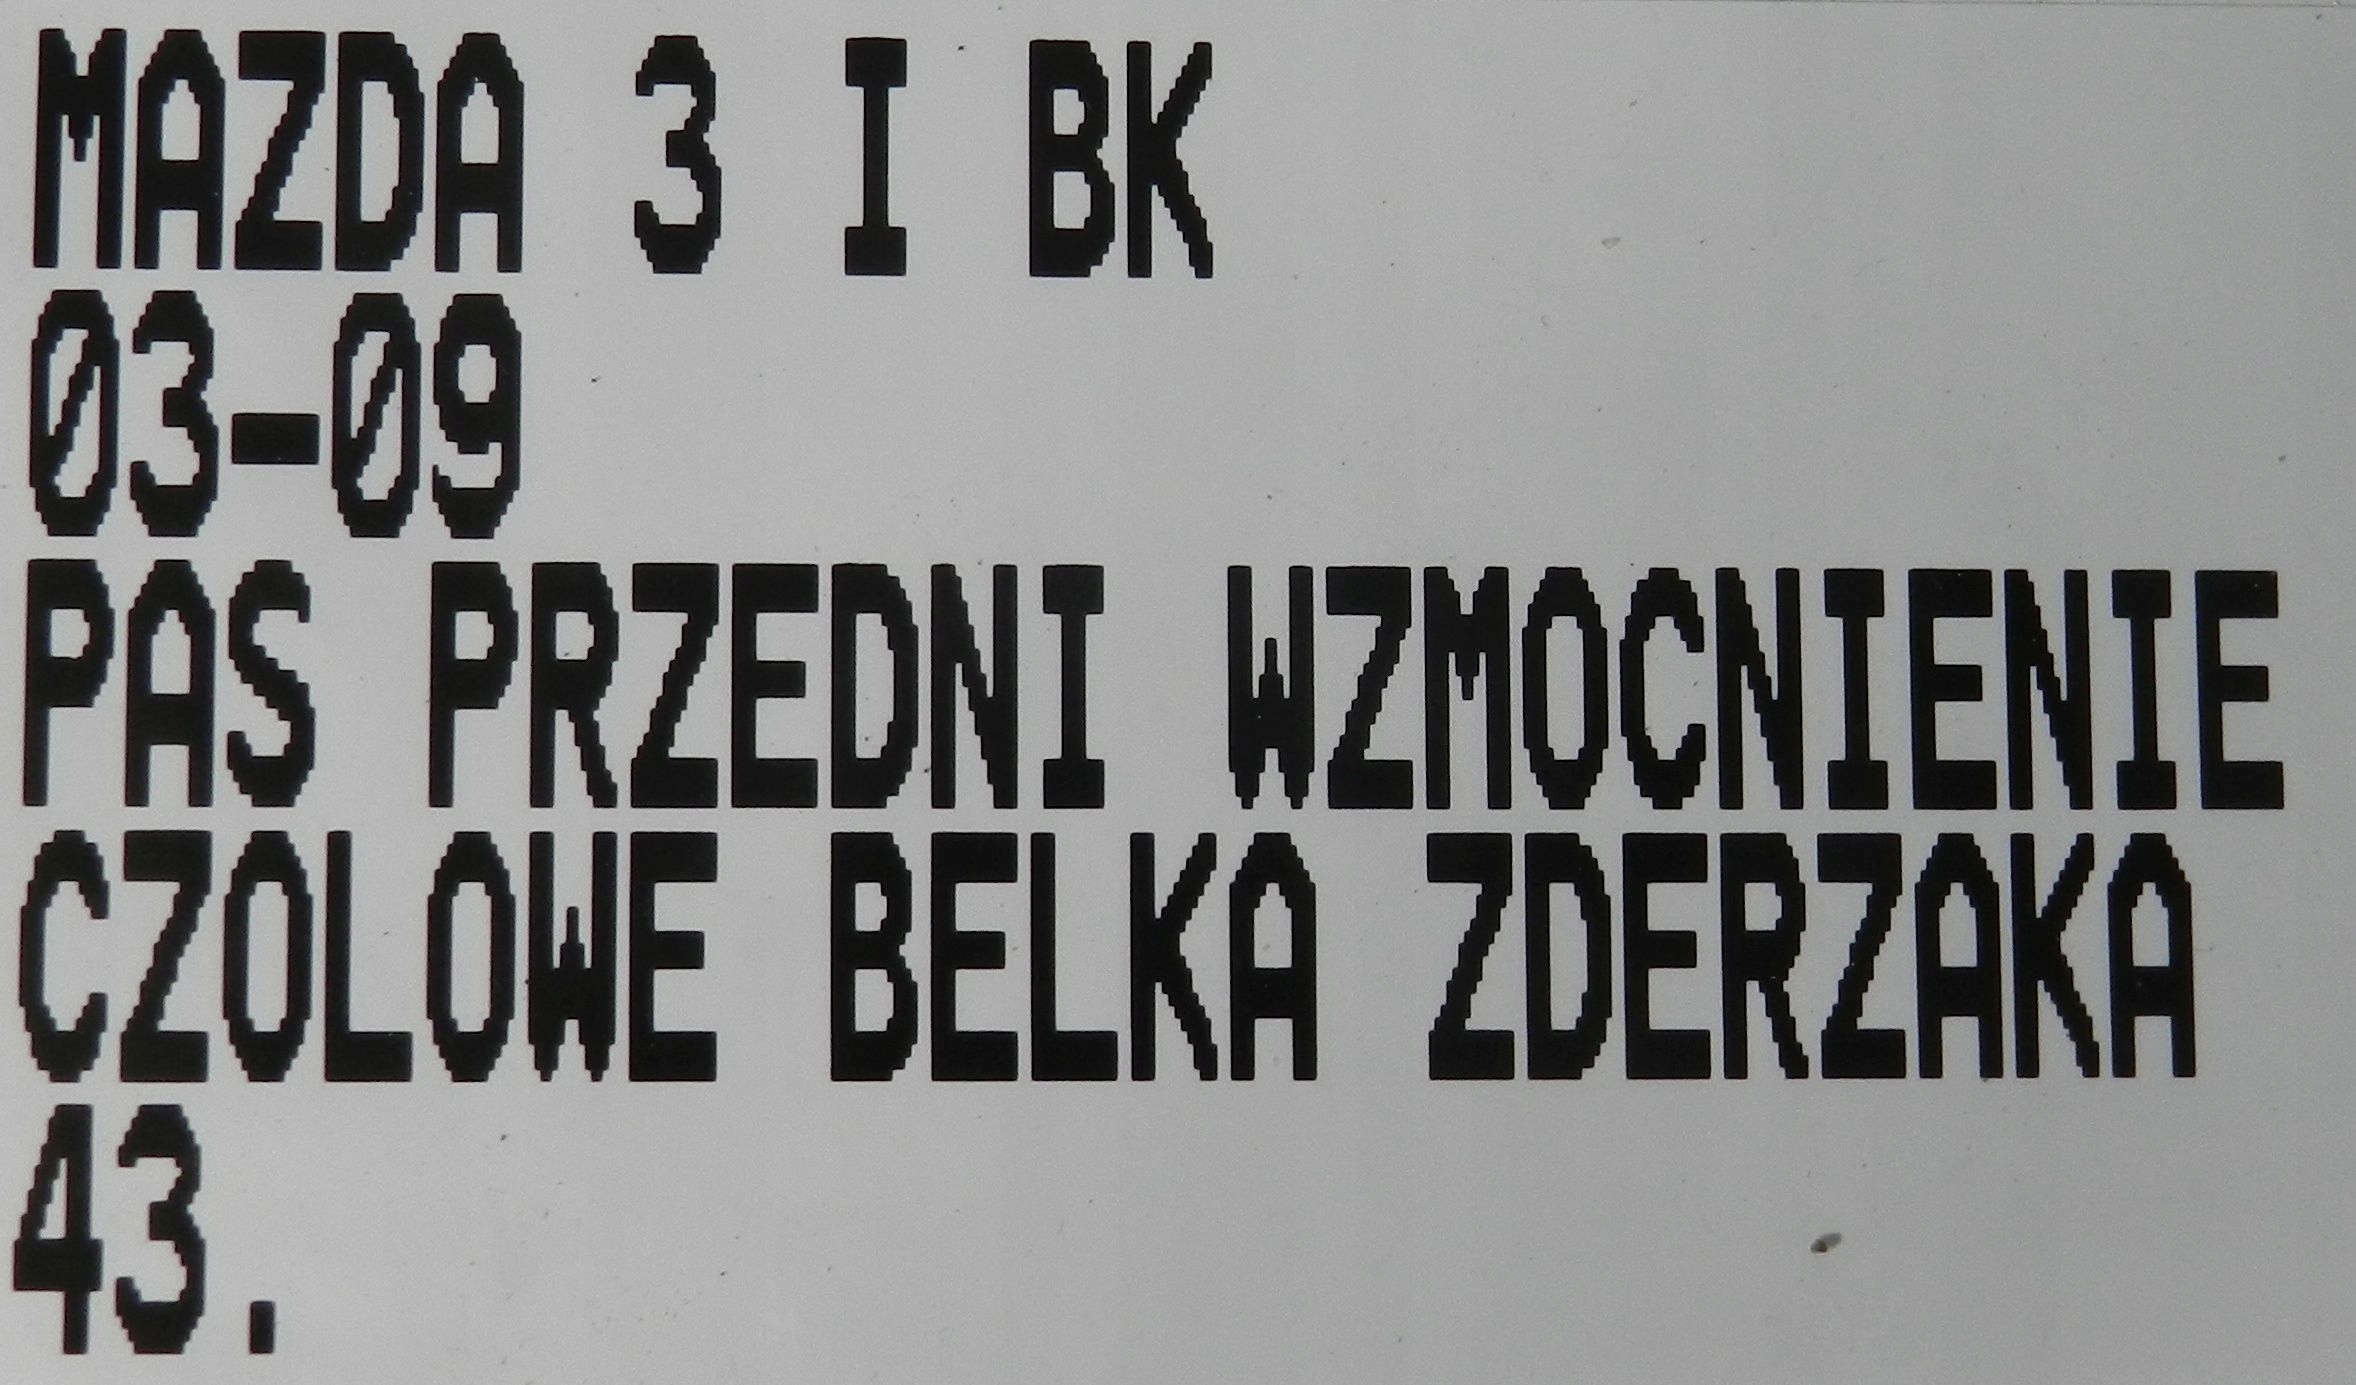 MAZDA 3 I BK
03-09
PAS PRZEDNI WZMOCNIENIE
CZOLOWE BELKA ZDERZAKA
43.